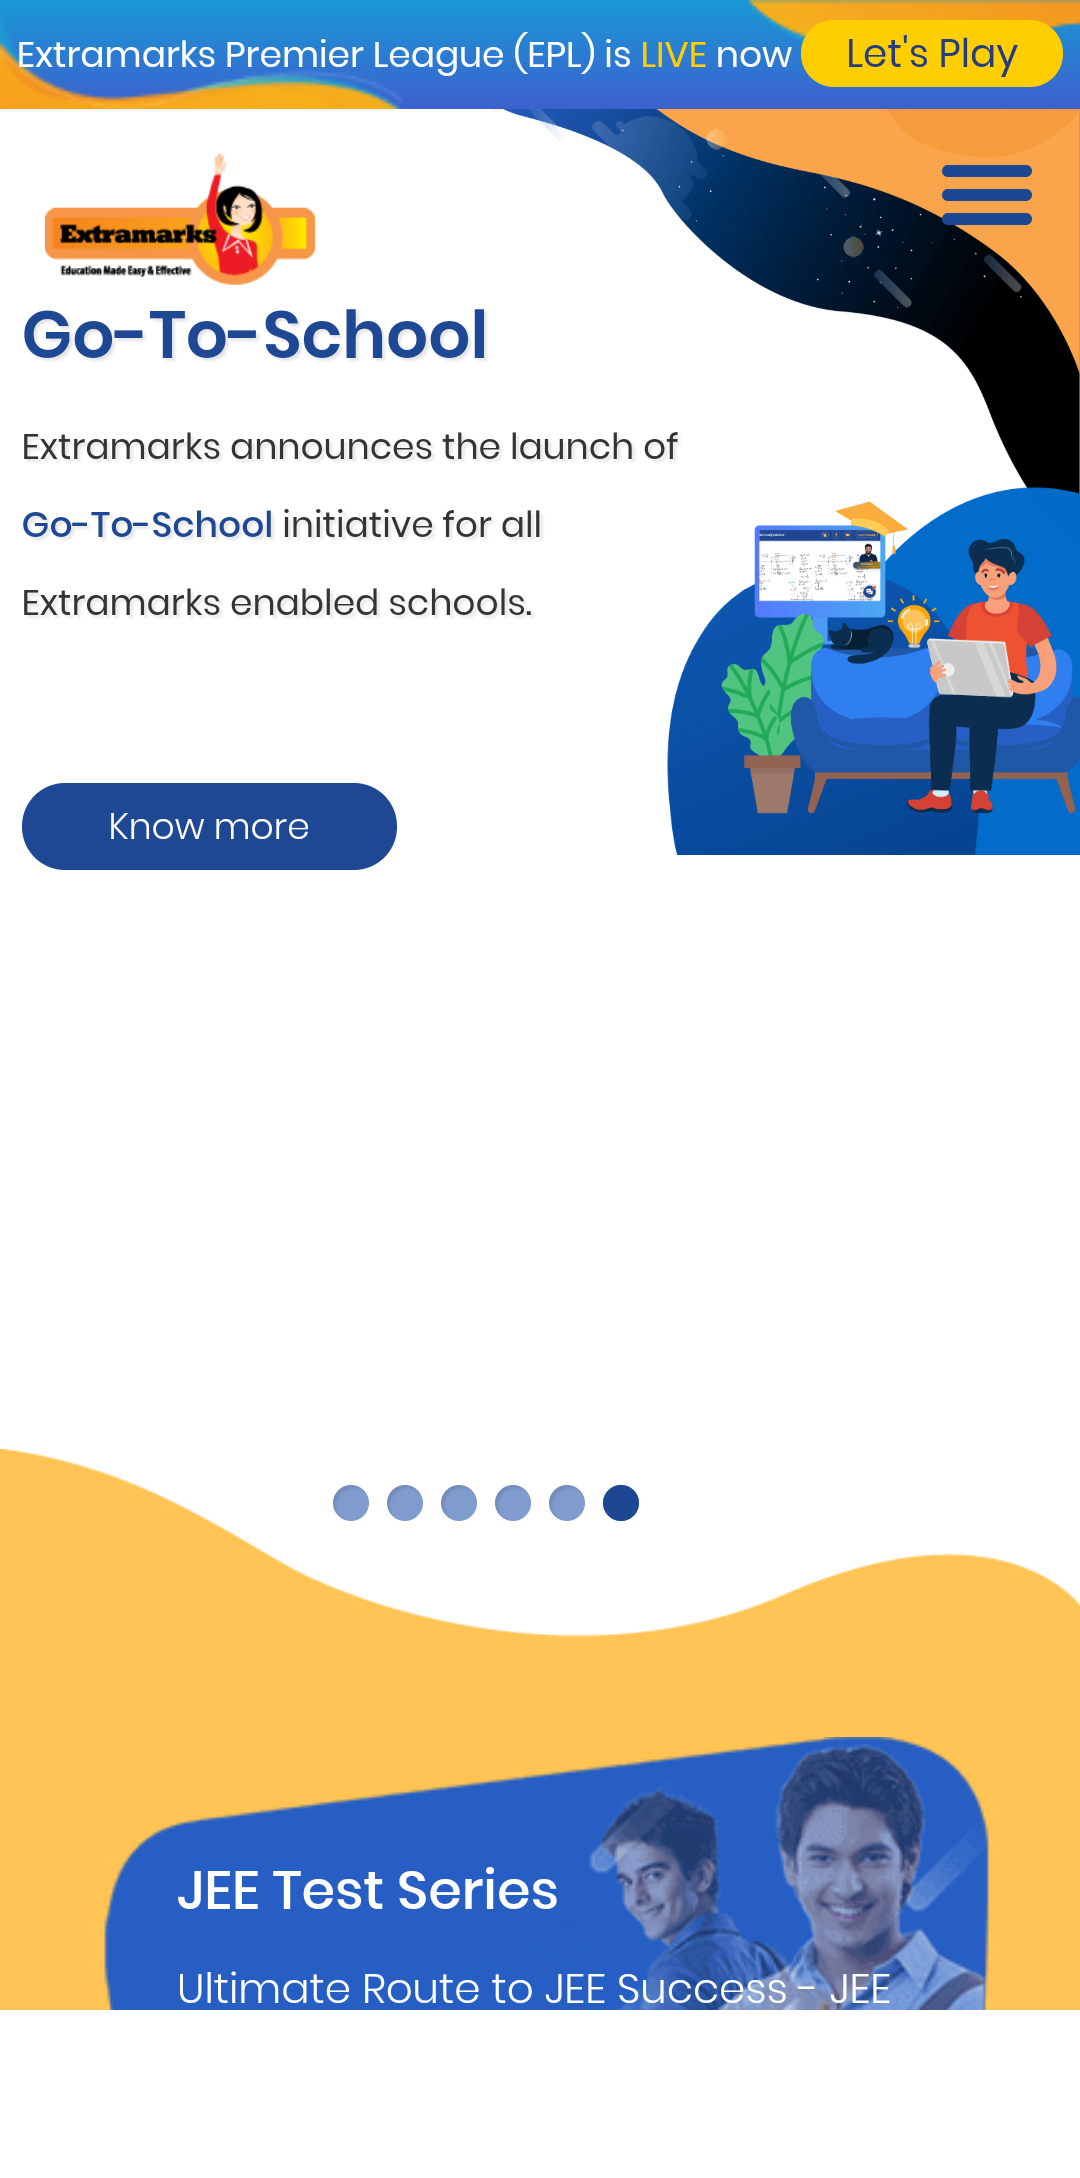 Extramarks Premier League (EPL) is LIVE now Let's Play
Extramarks
Education Made Easy & Effective
Go-To-School
Extramarks announces the launch of
Go-To-School initiative for all
Extramarks enabled schools.
Know more
JEE Test Series
Ultimate Route to JEE Success - JEE